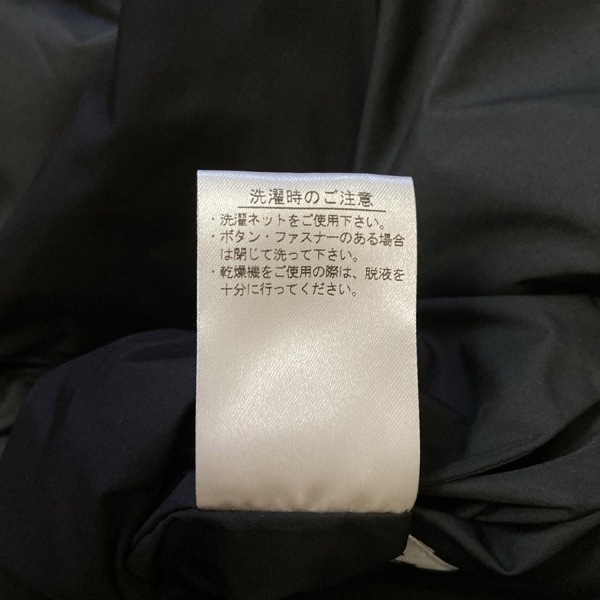 洗濯時のご注意
・洗濯ネットをご使用下さい。
・ボタン・ファスナーのある場合
は閉じて洗って下さい。
・乾燥機をご使用の際は、脱液を
十分に行ってください。